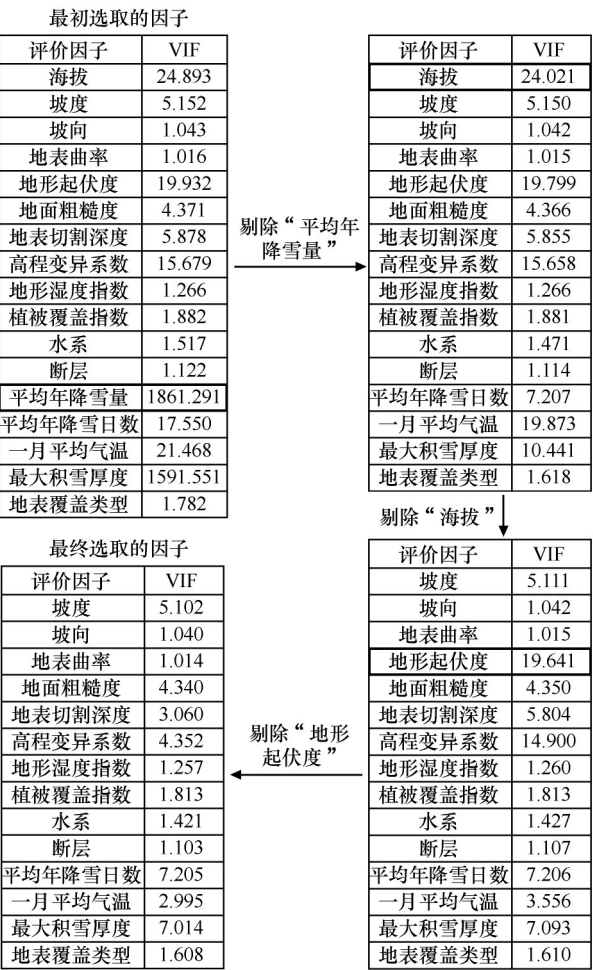 最初选取的因子
评价因子 VIF
海拔 24.893
坡度 5.152
坡向 1.043
地表曲率 1.016
地形起伏度 19.932
地面粗糙度 4.371
地表切割深度 5.878
高程变异系数 15.679
地形湿度指数 1.266
植被覆盖指数 1.882
水系 1.517
断层 1.122
平均年降雪量 1861.291
平均年降雪日数 17.550
一月平均气温 21.468
最大积雪厚度 1591.551
地表覆盖类型 1.782
剔除“平均年
降雪量”
评价因子 VIF
海拔 24.021
坡度 5.150
坡向 1.042
地表曲率 1.015
地形起伏度 19.799
地面粗糙度 4.366
地表切割深度 5.855
高程变异系数 15.658
地形湿度指数 1.266
植被覆盖指数 1.881
水系 1.471
断层 1.114
平均年降雪日数 7.207
一月平均气温 19.873
最大积雪厚度 10.441
地表覆盖类型 1.618
剔除“海拔”
评价因子 VIF
坡度 5.111
坡向 1.042
地表曲率 1.015
地形起伏度 19.641
地面粗糙度 4.350
地表切割深度 5.804
高程变异系数 14.900
地形湿度指数 1.260
植被覆盖指数 1.813
水系 1.427
断层 1.107
平均年降雪日数 7.206
一月平均气温 3.556
最大积雪厚度 7.093
地表覆盖类型 1.610
剔除“地形
起伏度”
最终选取的因子
评价因子 VIF
坡度 5.102
坡向 1.040
地表曲率 1.014
地面粗糙度 4.340
地表切割深度 3.060
高程变异系数 4.352
地形湿度指数 1.257
植被覆盖指数 1.813
水系 1.421
断层 1.103
平均年降雪日数 7.205
一月平均气温 2.995
最大积雪厚度 7.014
地表覆盖类型 1.608